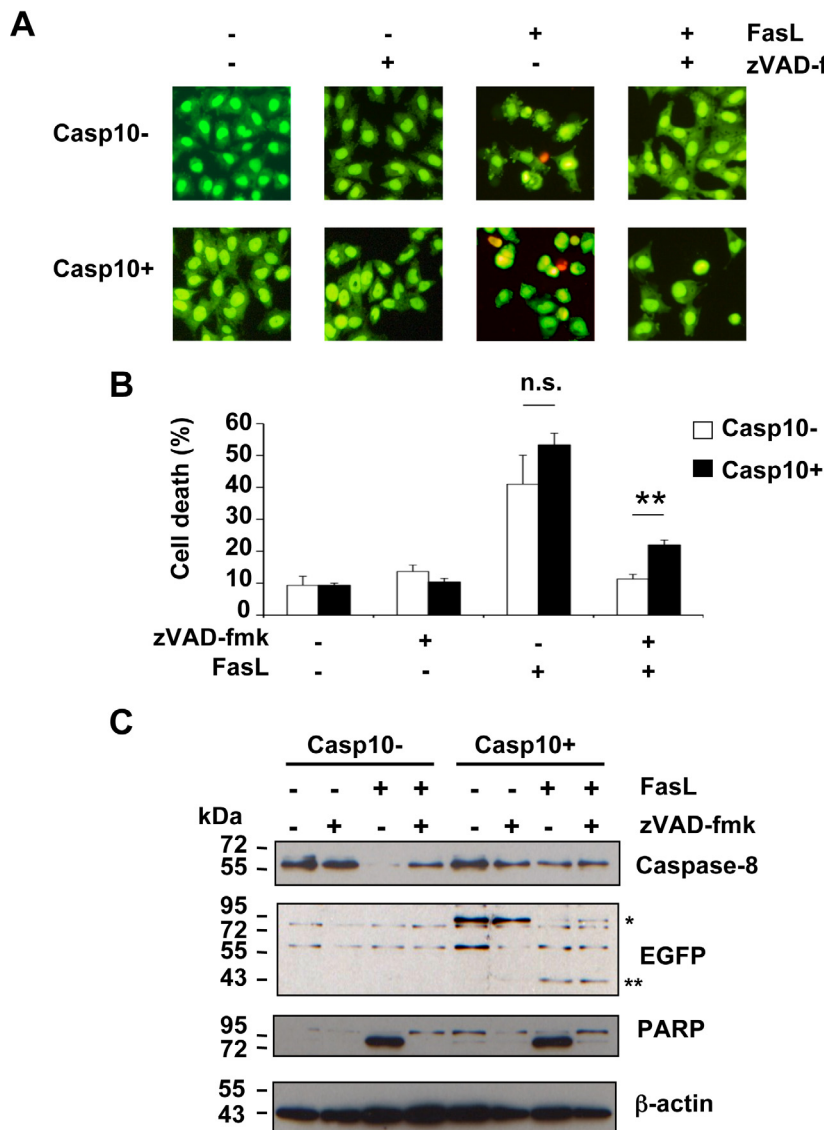 A
- - + + FasL
- + - + zVAD-f
Casp10-
Casp10+
B
n.s.
60
50
40
30
20
10
0
Cell death (%)
**
Casp10-
Casp10+
zVAD-fmk - + - +
FasL - - + +
C
Casp10- Casp10+
- - + + - - + + FasL
kDa - + - + - + - + zVAD-fmk
72
55
Caspase-8
95
72
55
43
*
EGFP
**
95
72
PARP
55
43
β-actin